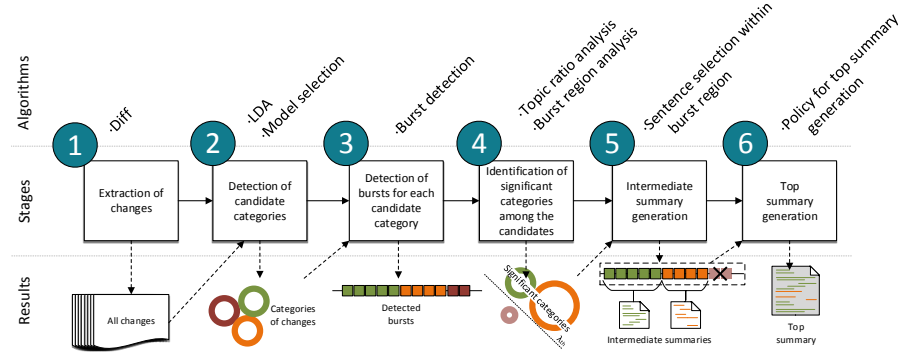 Algorithms
·Diff
·LDA
·Model selection
·Burst detection
·Topic ratio analysis
·Burst region analysis
·Sentence selection within
burst region
·Policy for top summary
generation
1
2
3
4
5
6
Stages
Extraction of
changes
Detection of
candidate
categories
Detection of
bursts for each
candidate
category
Identification of
significant
categories
among the
candidates
Intermediate
summary
generation
Top
summary
generation
Results
All changes
Categories
of changes
Detected
bursts
Significant categories
λth
Intermediate summaries
Top
summary